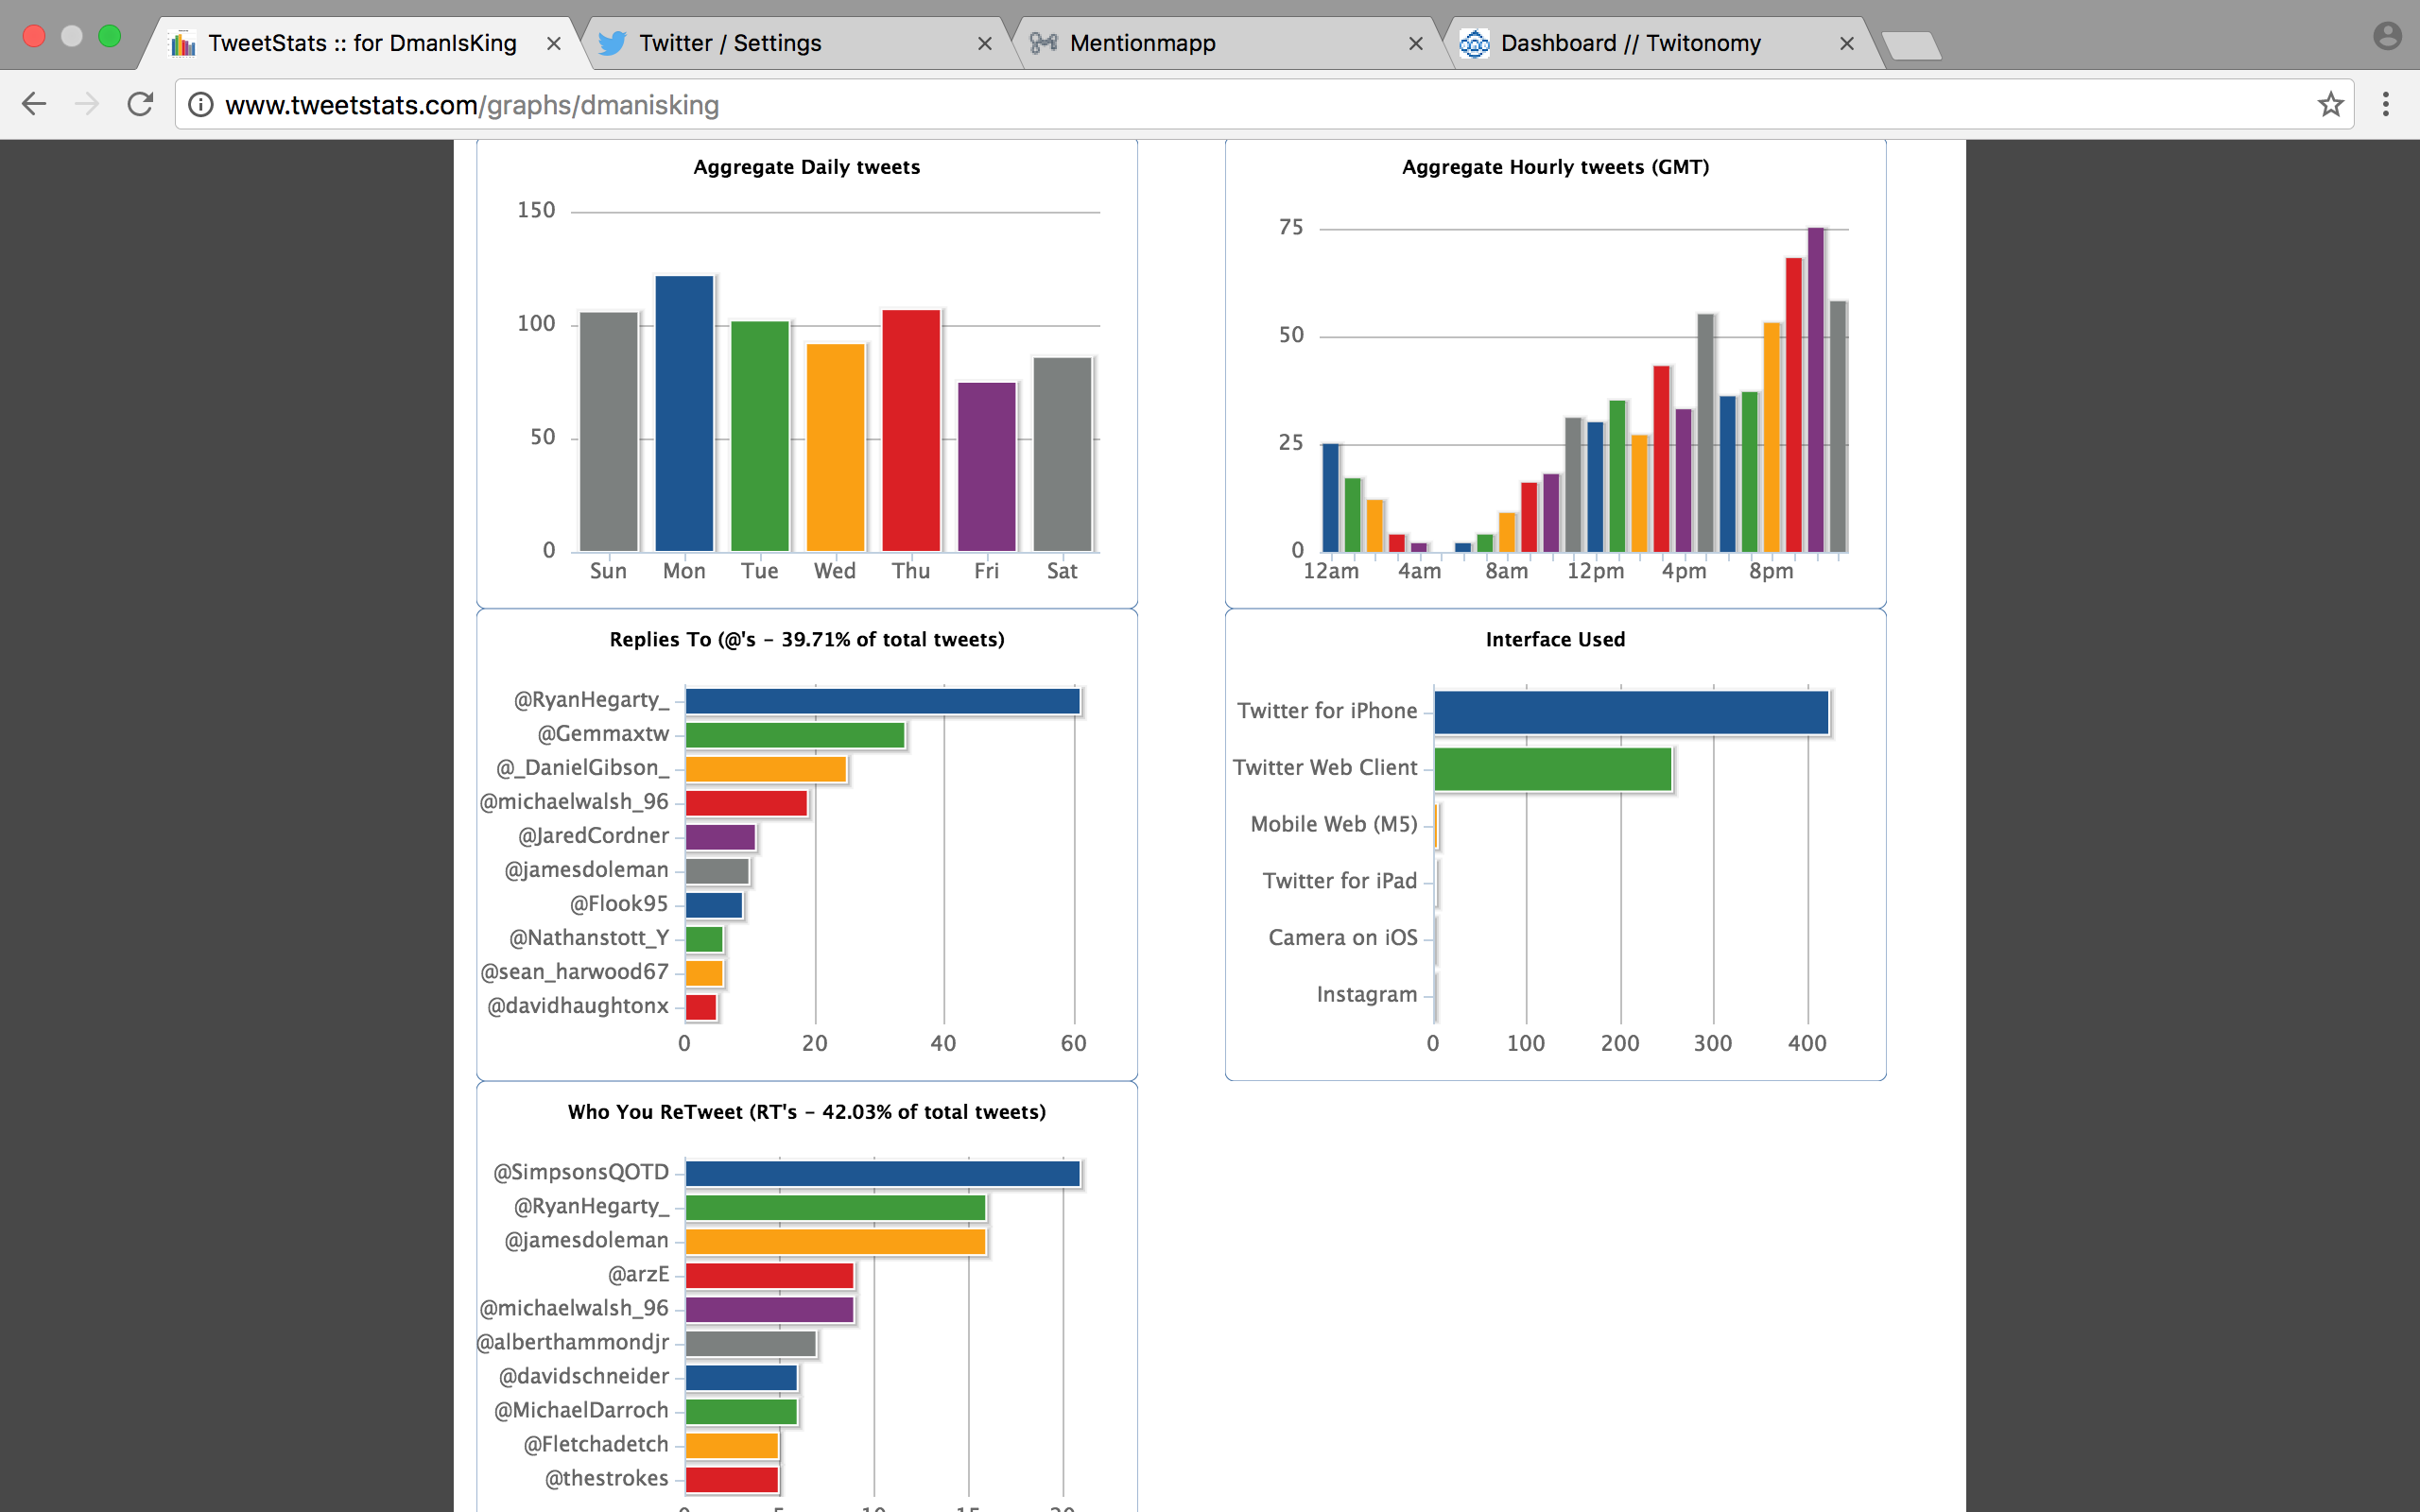 TweetStats :: for DmanIsKing
Twitter / Settings
Mentionmapp
Dashboard // Twitonomy
www.tweetstats.com/graphs/dmanisking
Aggregate Daily tweets
150
100
50
0
Sun Mon Tue Wed Thu Fri Sat
Aggregate Hourly tweets (GMT)
75
50
25
0
12am 4am 8am 12pm 4pm 8pm
Replies To (@'s - 39.71% of total tweets)
@RyanHegarty_
@Gemmaxtw
@_DanielGibson_
@michaelwalsh_96
@JaredCordner
@jamesdoleman
@Flook95
@Nathanstott_Y
@sean_harwood67
@davidhaughtonx
0 20 40 60
Interface Used
Twitter for iPhone
Twitter Web Client
Mobile Web (M5)
Twitter for iPad
Camera on iOS
Instagram
0 100 200 300 400
Who You ReTweet (RT's - 42.03% of total tweets)
@SimpsonsQOTD
@RyanHegarty_
@jamesdoleman
@arzE
@michaelwalsh_96
@alberthammondjr
@davidschneider
@MichaelDarroch
@Fletchadetch
@thestrokes
0 5 10 15 20